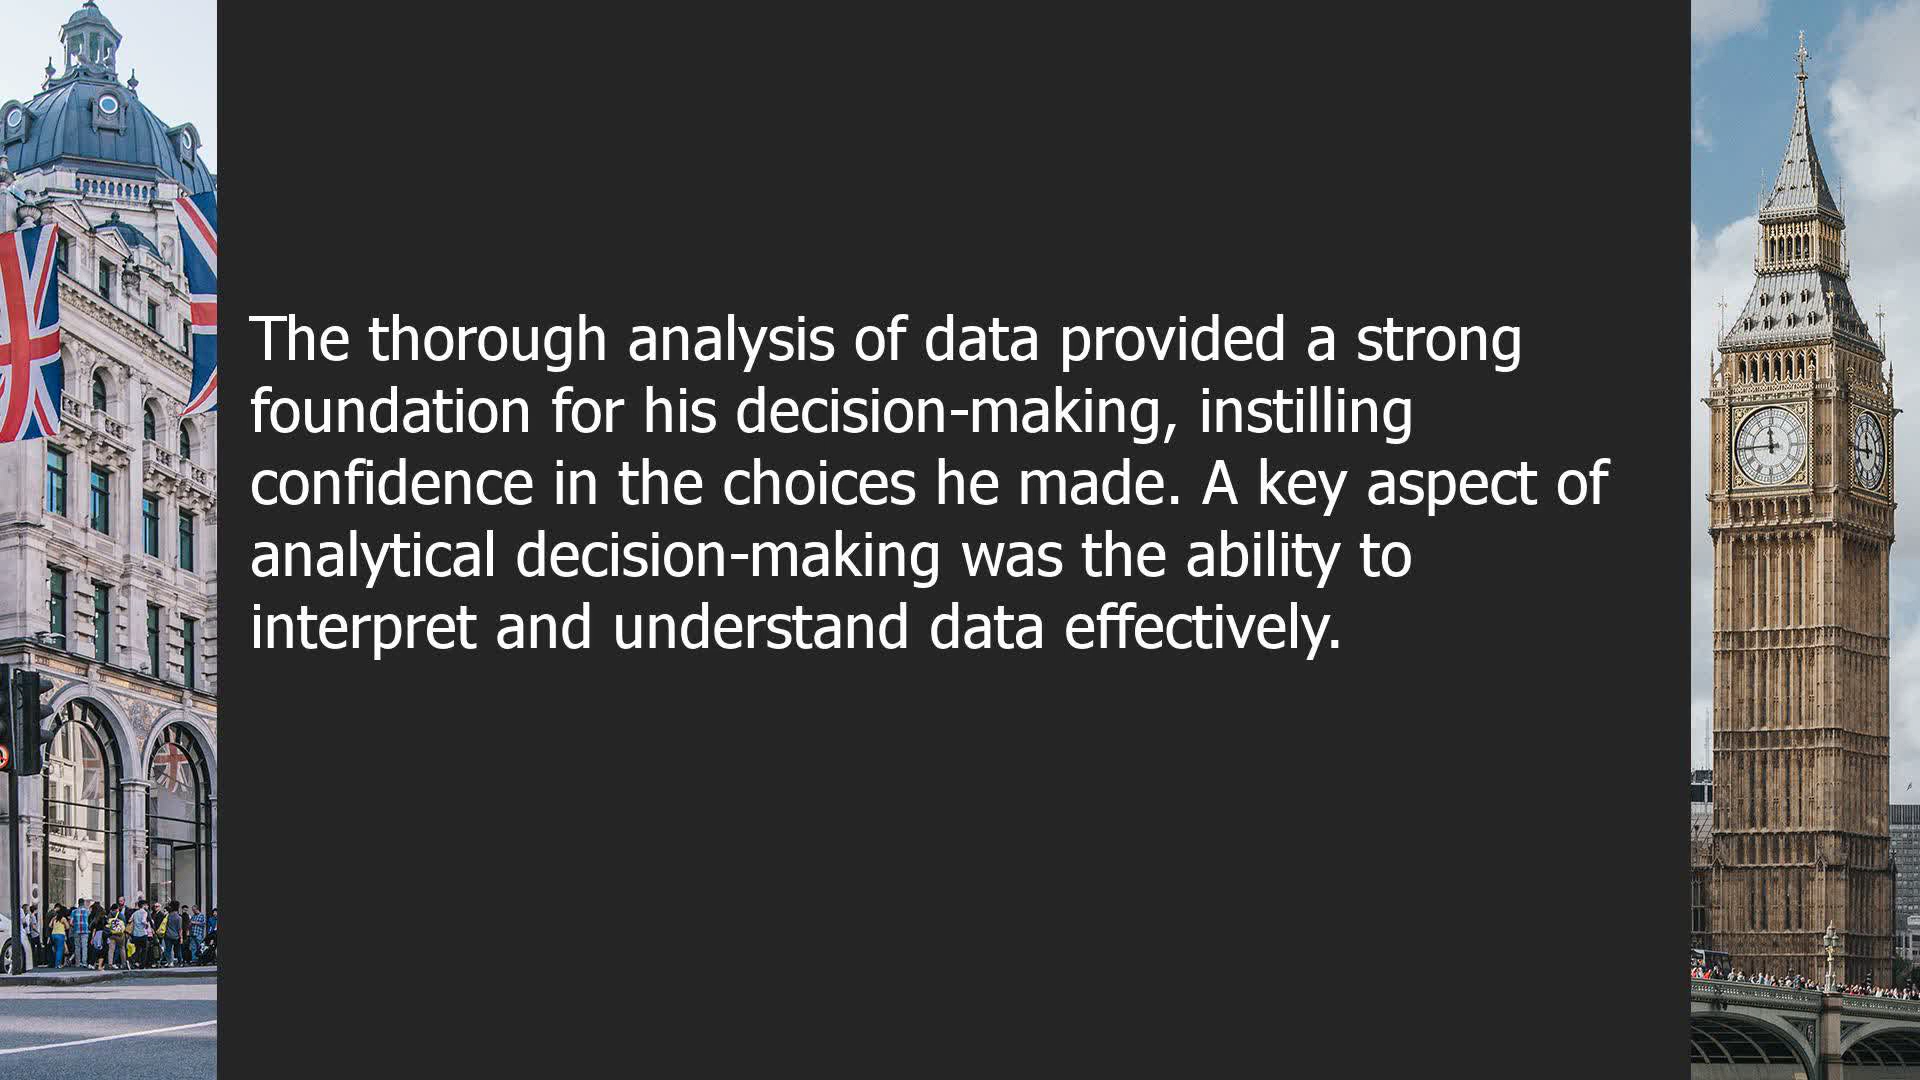 The thorough analysis of data provided a strong
foundation for his decision-making, instilling
confidence in the choices he made. A key aspect of
analytical decision-making was the ability to
interpret and understand data effectively.